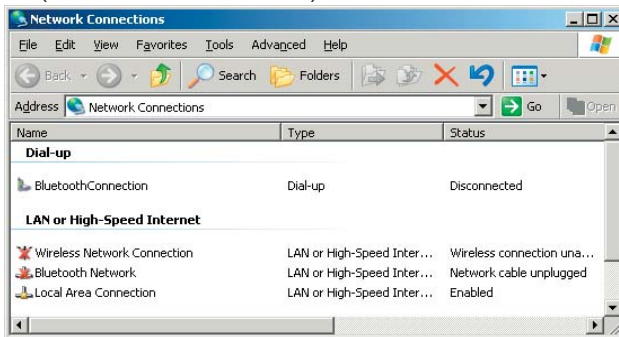 Network Connections
File Edit View Favorites Tools Advanced Help
Back Search Folders
Address Network Connections Go Open
Name Type Status
Dial-up
BluetoothConnection Dial-up Disconnected
LAN or High-Speed Internet
Wireless Network Connection LAN or High-Speed Inter... Wireless connection una...
Bluetooth Network LAN or High-Speed Inter... Network cable unplugged
Local Area Connection LAN or High-Speed Inter... Enabled